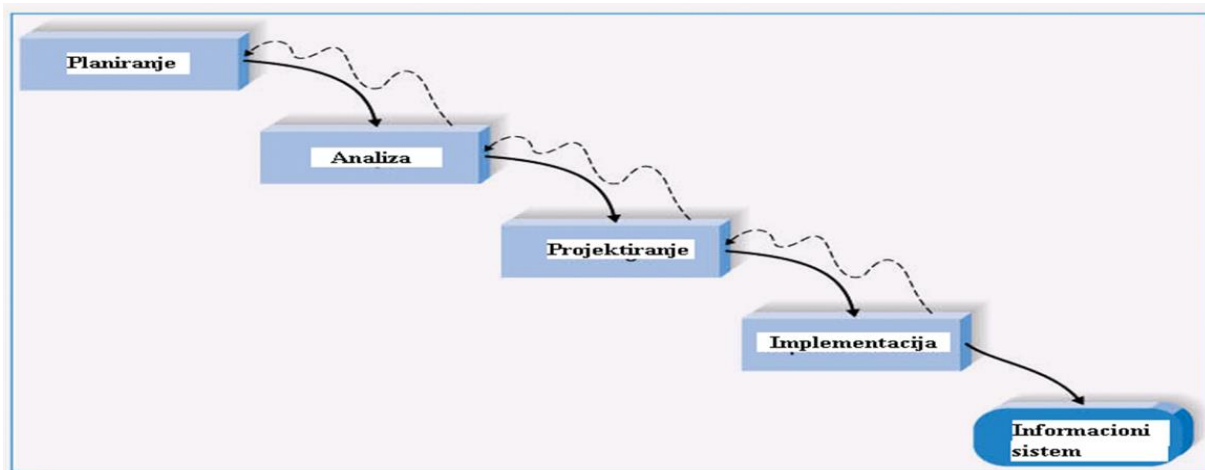 Planiranje
Analiza
Projektiranje
Implementacija
Informacioni
sistem